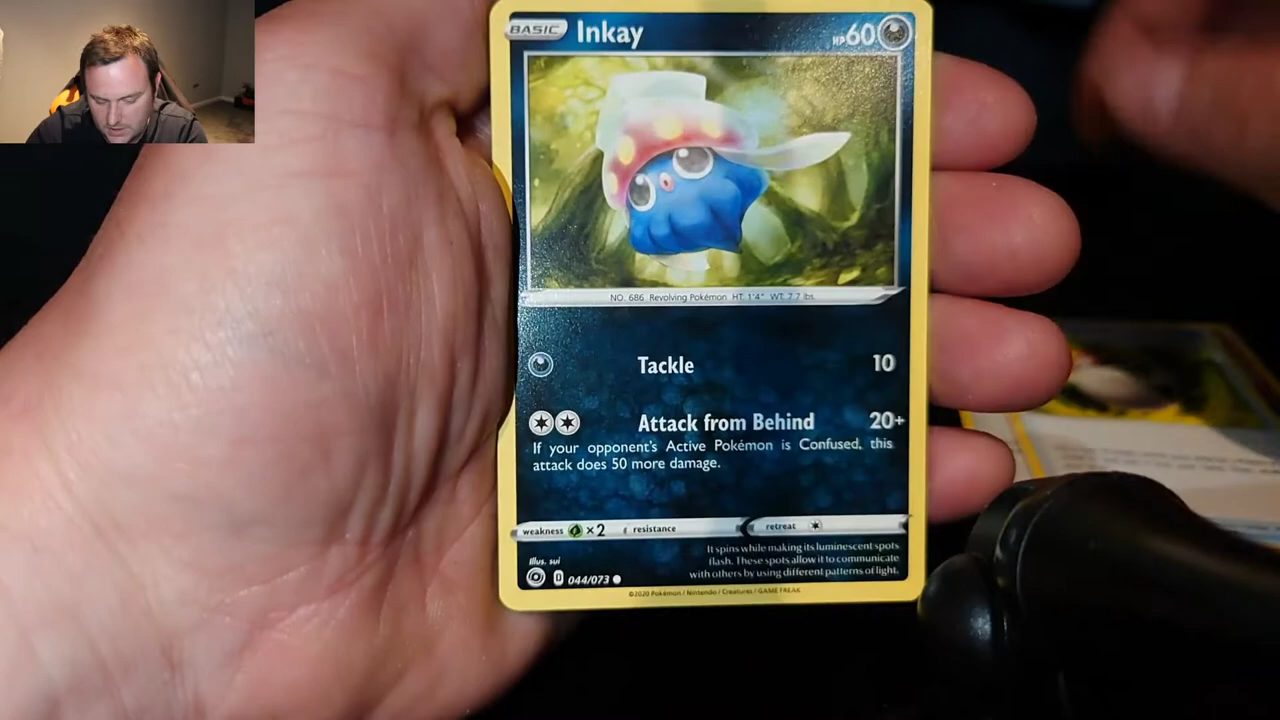 BASIC Inkay HP 60
NO. 686 Revolving Pokémon HT. 1'4" WT. 7.7 lbs.
Tackle 10
Attack from Behind 20+
If your opponent's Active Pokémon is Confused, this
attack does 50 more damage.
weakness ×2 resistance retreat
It spins while making its luminescent spots
flash. These spots allow it to communicate
with others by using different patterns of light.
Illus. sui
044/073
©2020 Pokémon / Nintendo / Creatures / GAME FREAK